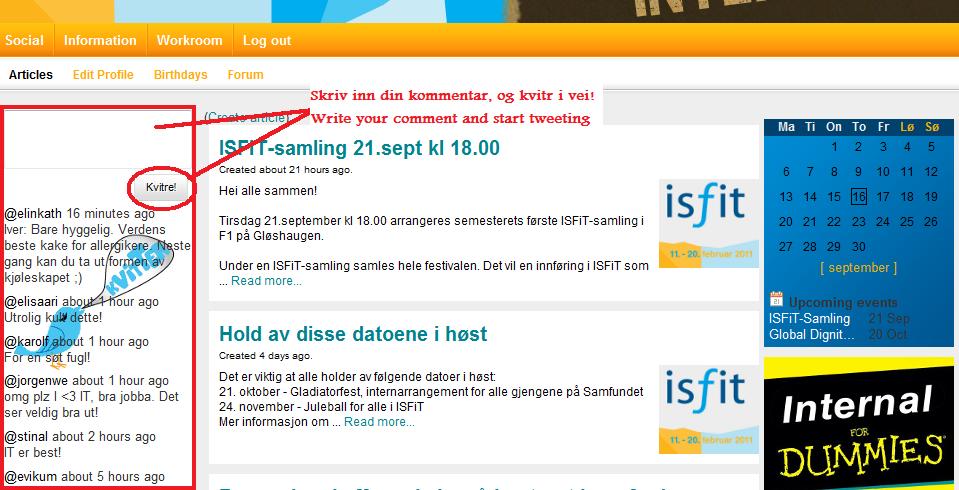 INTE
Social Information Workroom Log out
Articles Edit Profile Birthdays Forum
Skriv inn din kommentar, og kvitr i vei!
Write your comment and start tweeting
Kvitre!
@elinkath 16 minutes ago
Iver: Bare hyggelig. Verdens
beste kake for allergikere. Neste
gang kan du ta ut formen av
kjøleskapet ;)
KVITTER
@elisaari about 1 hour ago
Utrolig kult dette!
@karolf about 1 hour ago
For en søt fugl!
@jorgenwe about 1 hour ago
omg plz I <3 IT, bra jobba. Det
ser veldig bra ut!
@stinal about 2 hours ago
IT er best!
@evikum about 5 hours ago
(Create article)
ISFiT-samling 21.sept kl 18.00
Created about 21 hours ago.
Hei alle sammen!
Tirsdag 21.september kl 18.00 arrangeres semesterets første ISFiT-samling i
F1 på Gløshaugen.
Under en ISFiT-samling samles hele festivalen. Det vil en innføring i ISFiT som
... Read more...
isfit
11. - 20. februar 2011
Hold av disse datoene i høst
Created 4 days ago.
Det er viktig at alle holder av følgende datoer i høst:
21. oktober - Gladiatorfest, internarrangement for alle gjengene på Samfundet
24. november - Juleball for alle i ISFiT
Mer informasjon om ... Read more...
isfit
11. - 20. februar 2011
Ma Ti On To Fr Lø Sø
1 2 3 4 5
6 7 8 9 10 11 12
13 14 15 16 17 18 19
20 21 22 23 24 25 26
27 28 29 30
[ september ]
Upcoming events
ISFiT-Samling 21 Sep
Global Dignit... 20 Oct
Internal
FOR
DUMMIES